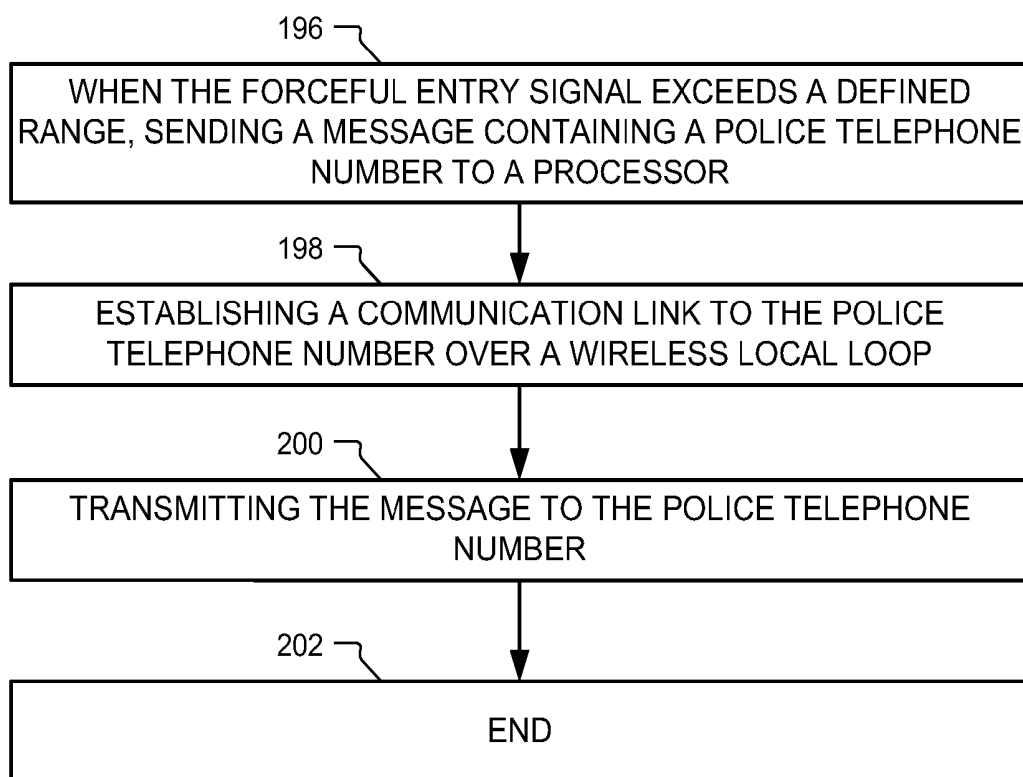 196
WHEN THE FORCEFUL ENTRY SIGNAL EXCEEDS A DEFINED
RANGE, SENDING A MESSAGE CONTAINING A POLICE TELEPHONE
NUMBER TO A PROCESSOR
198
ESTABLISHING A COMMUNICATION LINK TO THE POLICE
TELEPHONE NUMBER OVER A WIRELESS LOCAL LOOP
200
TRANSMITTING THE MESSAGE TO THE POLICE TELEPHONE
NUMBER
202
END